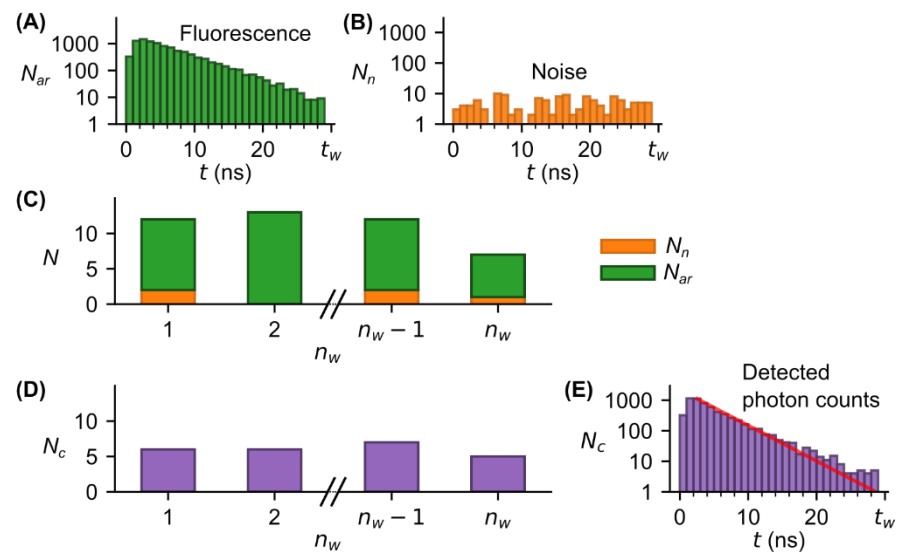 (A)
Fluorescence
N_ar
1000
100
10
1
0
20
t_w
t (ns)
(B)
Noise
N_n
1000
100
10
1
0
10
20
t_w
t (ns)
(C)
N
10
5
0
1
2
n_w − 1
n_w
n_w
N_n
N_ar
(D)
N_c
10
5
0
1
2
n_w − 1
n_w
n_w
(E)
Detected
photon counts
N_c
1000
100
10
1
0
20
t_w
t (ns)